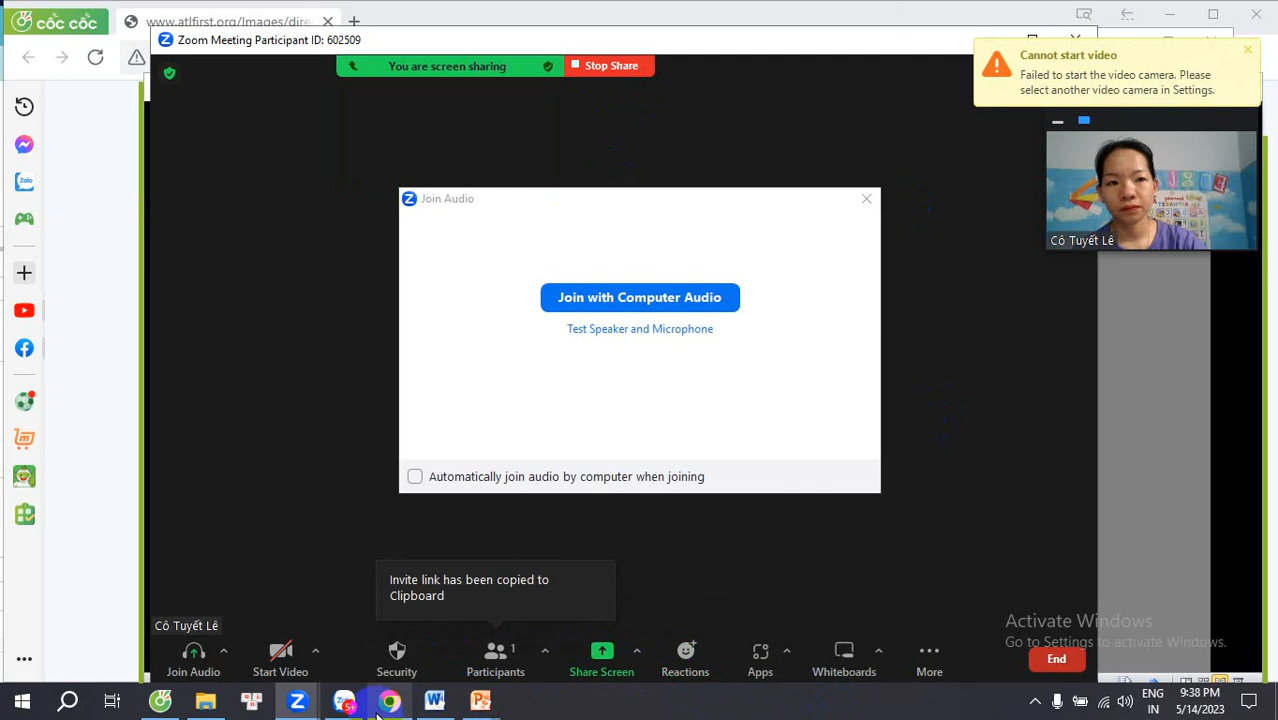 cốc cốc
www.atlfirst.org/Images/dire
Zoom Meeting Participant ID: 602509
You are screen sharing
Stop Share
Cannot start video
Failed to start the video camera. Please
select another video camera in Settings.
Zalo
Join Audio
Cô Tuyết Lê
Join with Computer Audio
Test Speaker and Microphone
Automatically join audio by computer when joining
Invite link has been copied to
Clipboard
Cô Tuyết Lê
Activate Windows
Go to Settings to activate Windows.
1
Join Audio
Start Video
Security
Participants
Share Screen
Reactions
Apps
Whiteboards
More
End
5+
ENG
IN
9:38 PM
5/14/2023